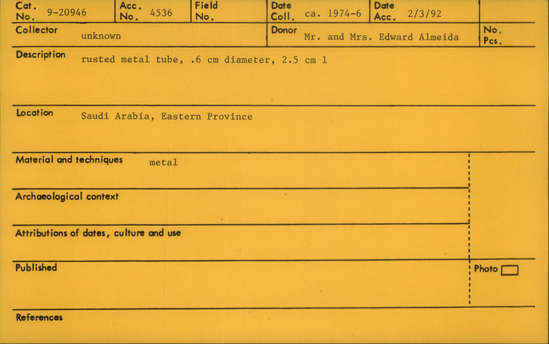 Cat. No. 9-20946 Acc. No. 4536 Field No. Date Coll. ca. 1974-6 Date Acc. 2/3/92
Collector unknown Donor Mr. and Mrs. Edward Almeida No. Pcs.
Description rusted metal tube, .6 cm diameter, 2.5 cm l
Location Saudi Arabia, Eastern Province
Material and techniques metal
Archaeological context
Attributions of dates, culture and use
Published Photo
References